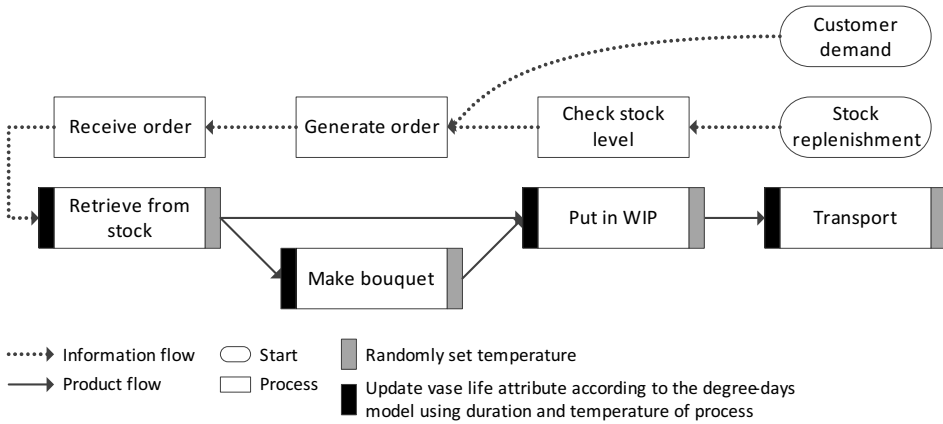 Customer
demand
Receive order
Generate order
Check stock
level
Stock
replenishment
Retrieve from
stock
Put in WIP
Transport
Make bouquet
Information flow
Start
Randomly set temperature
Product flow
Process
Update vase life attribute according to the degree-days
model using duration and temperature of process